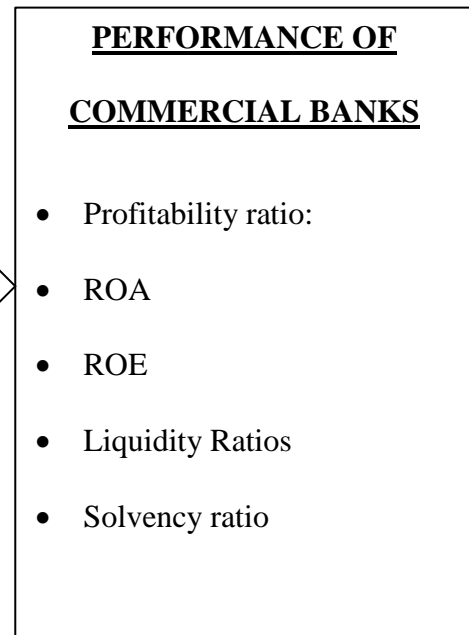 PERFORMANCE OF
COMMERCIAL BANKS
• Profitability ratio:
• ROA
• ROE
• Liquidity Ratios
• Solvency ratio